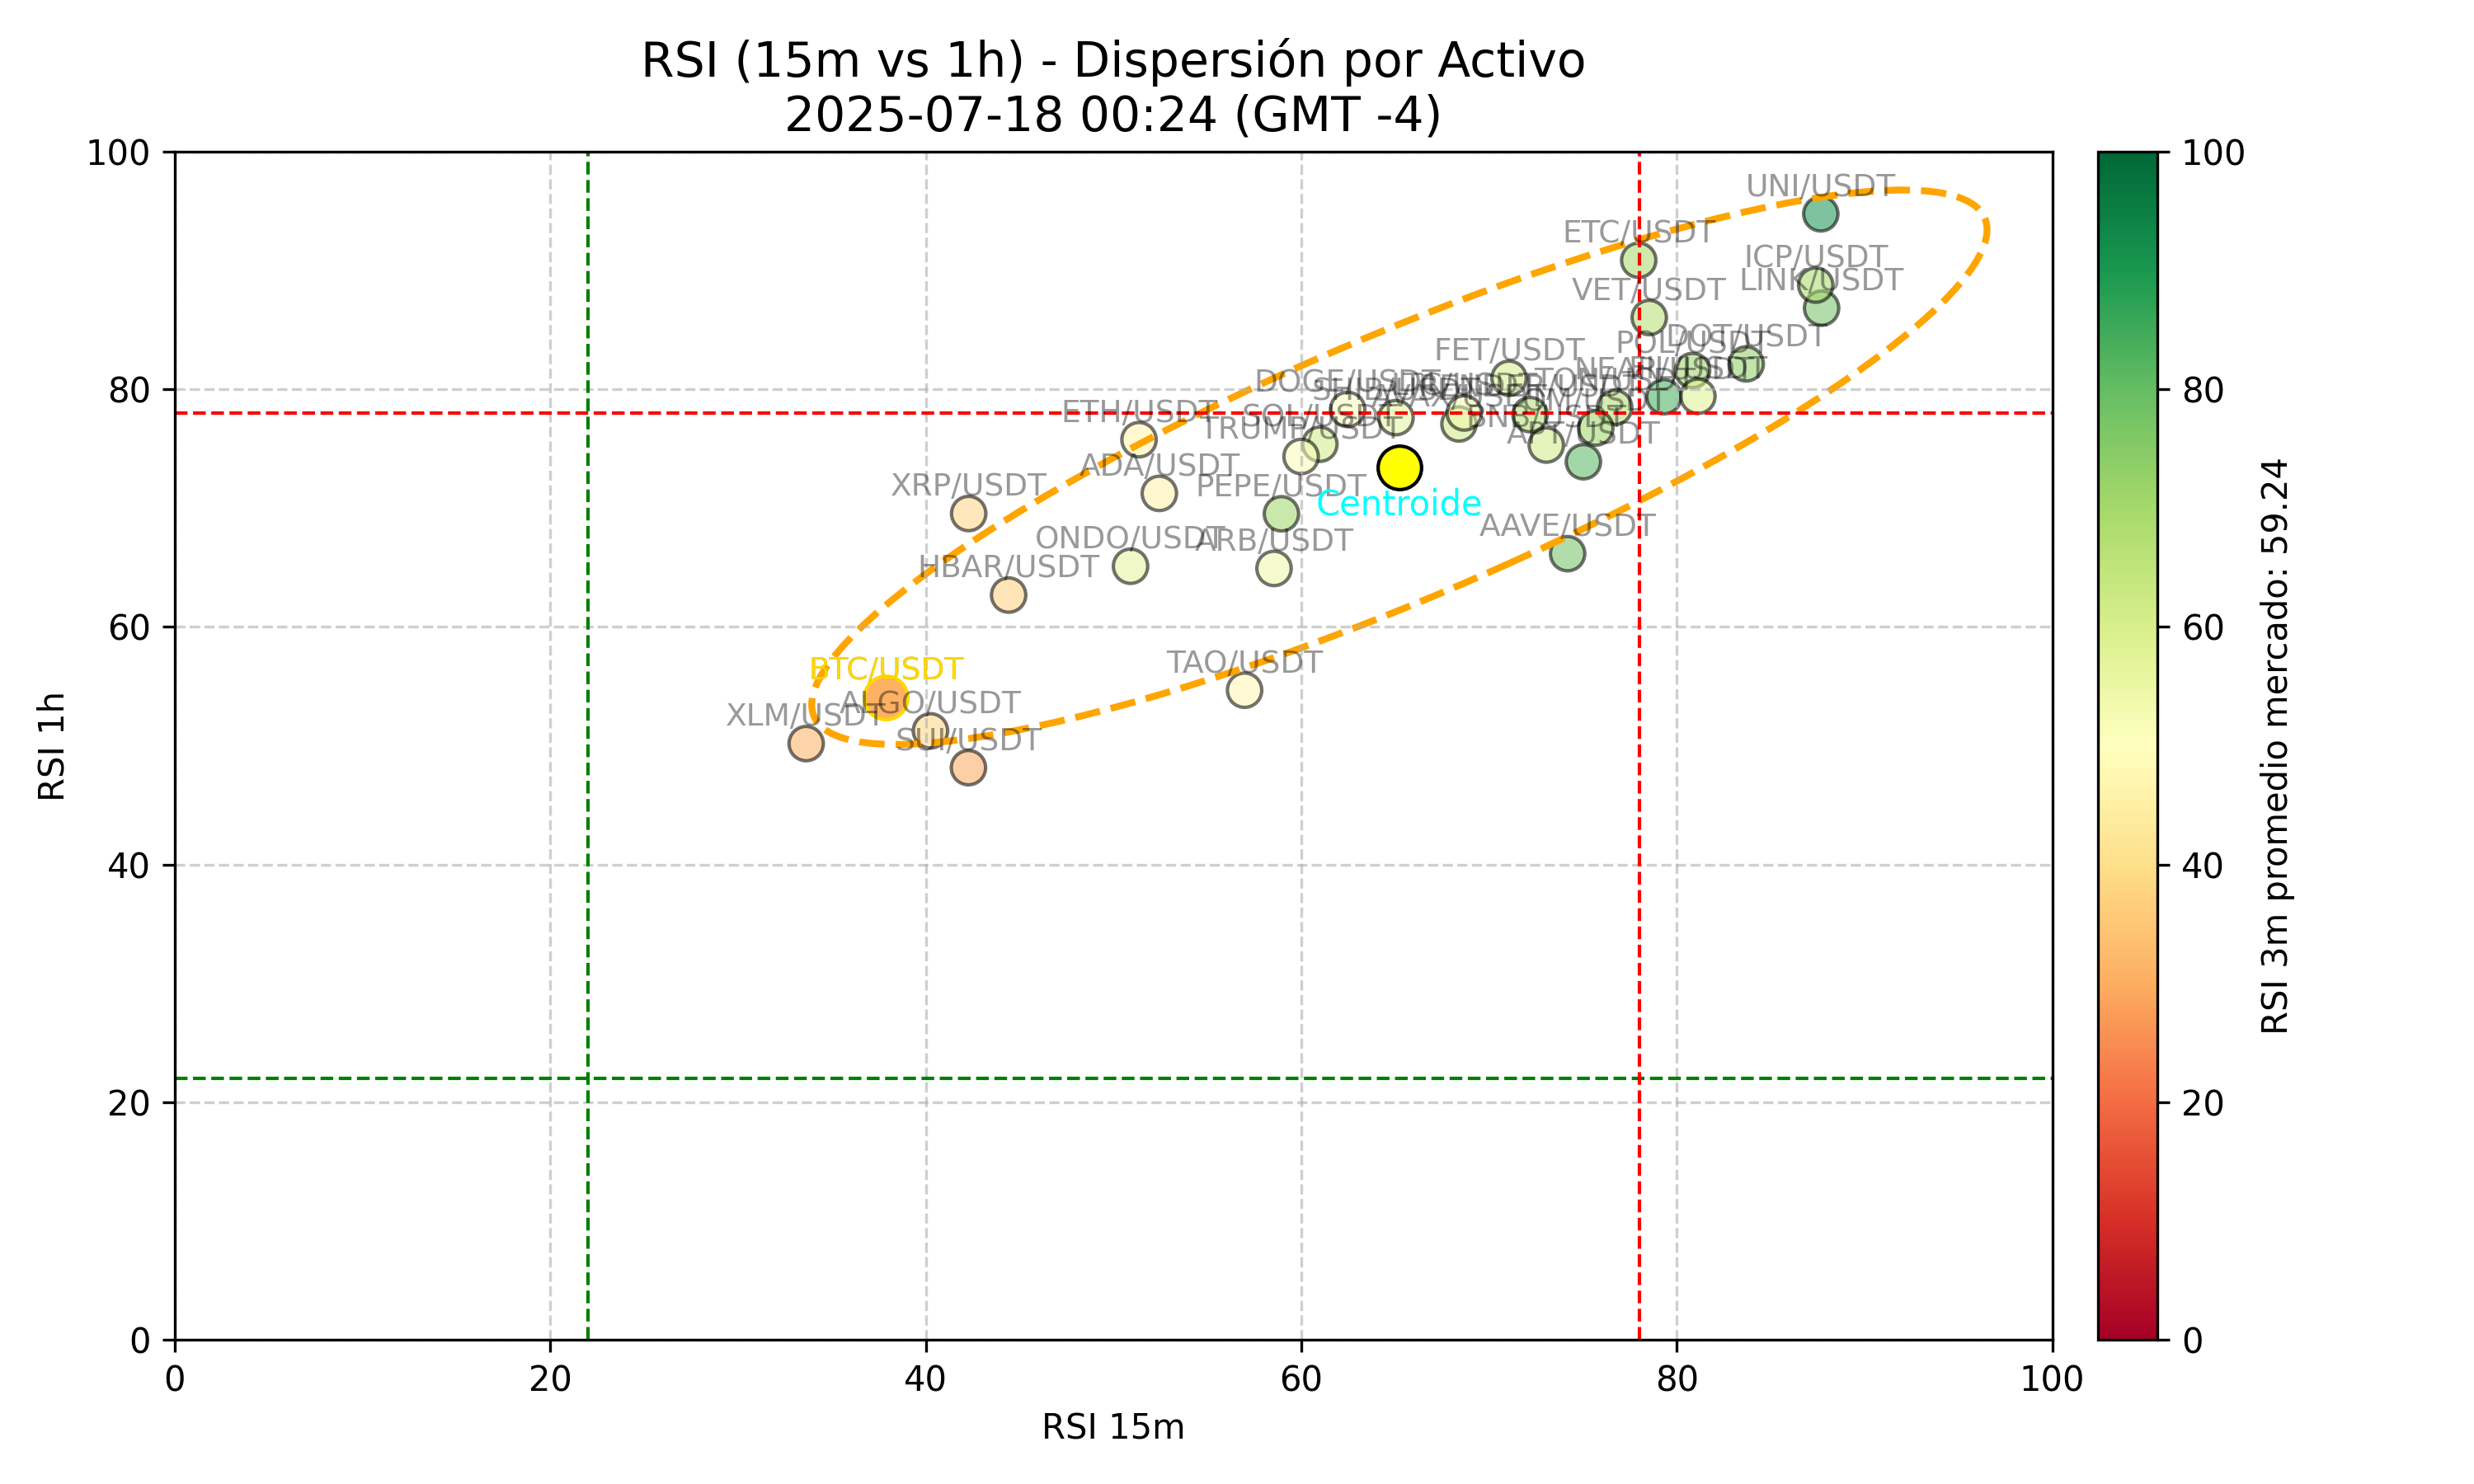 RSI (15m vs 1h) - Dispersión por Activo
2025-07-18 00:24 (GMT -4)
UNI/USDT
ETC/USDT
ICP/USDT
LINK/USDT
VET/USDT
DOT/USDT
POL/USDT
FET/USDT
DOGE/USDT
ETH/USDT
SOL/USDT
TRUMP/USDT
APT/USDT
ADA/USDT
XRP/USDT
PEPE/USDT
Centroide
AAVE/USDT
ONDO/USDT
ARB/USDT
HBAR/USDT
TAO/USDT
BTC/USDT
ALGO/USDT
XLM/USDT
SUI/USDT
100
80
60
40
20
0
0
20
40
60
80
100
RSI 15m
RSI 1h
100
80
60
40
20
0
RSI 3m promedio mercado: 59.24